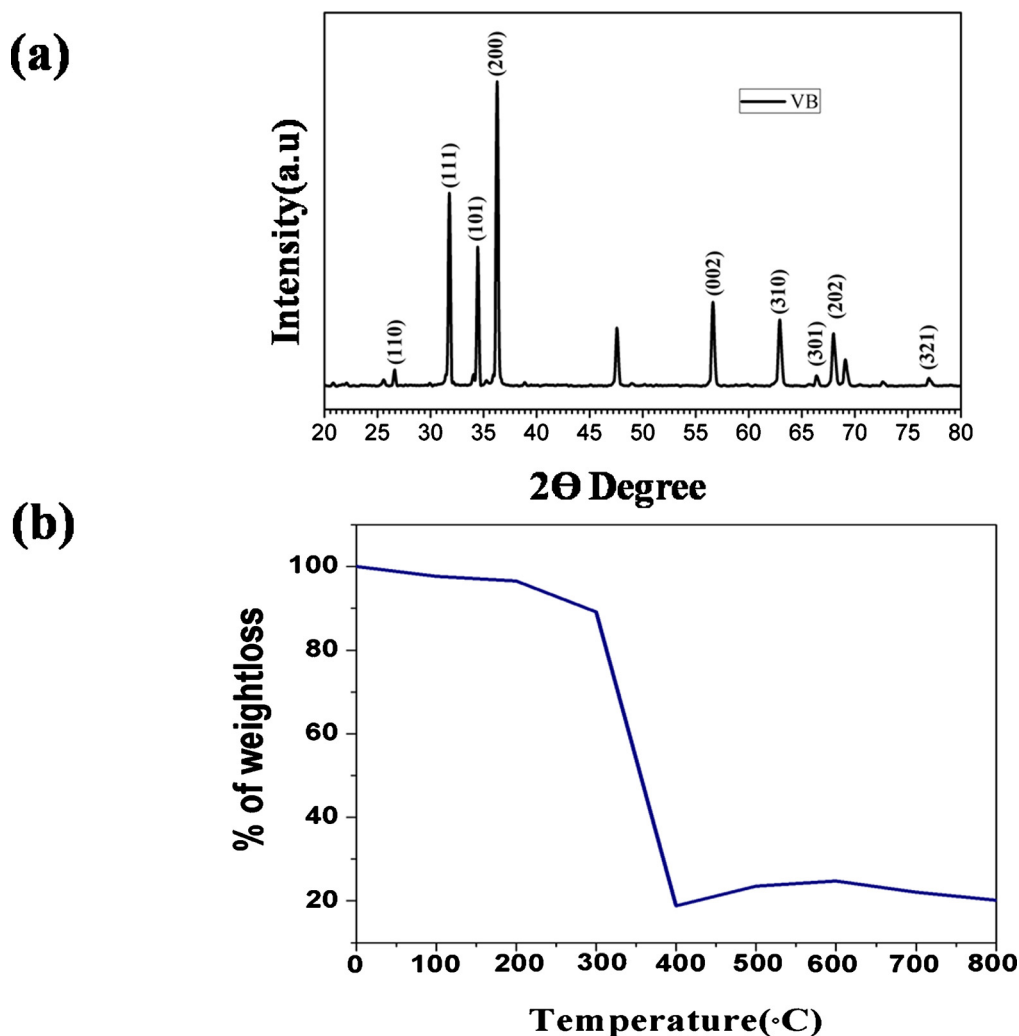 (a)
Intensity(a.u)
(110)
(111)
(101)
(200)
(002)
(310)
(301)
(202)
(321)
VB
20 25 30 35 40 45 50 55 60 65 70 75 80
2Θ Degree
(b)
% of weightloss
100
80
60
40
20
0 100 200 300 400 500 600 700 800
Temperature(◦C)